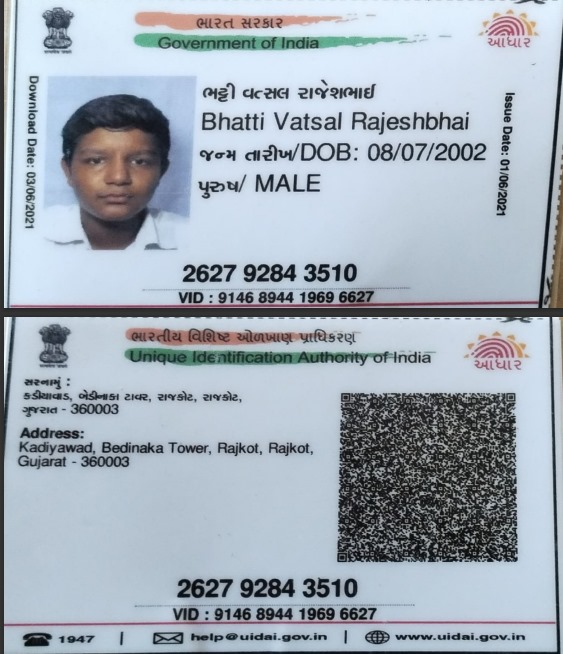 ભારત સરકાર
Government of India
આધાર
Download Date: 03/06/2021
ભટ્ટી વત્સલ રાજેશભાઈ
Bhatti Vatsal Rajeshbhai
જન્મ તારીખ/DOB: 08/07/2002
પુરુષ/ MALE
Issue Date: 01/06/2021
2627 9284 3510
VID : 9146 8944 1969 6627
ભારતીય વિશિષ્ટ ઓળખાણ પ્રાધિકરણ
Unique Identification Authority of India
આધાર
સરનામું :
કડીયાવાડ, બેડીનાકા ટાવર, રાજકોટ, રાજકોટ,
ગુજરાત - 360003
Address:
Kadiyawad, Bedinaka Tower, Rajkot, Rajkot,
Gujarat - 360003
2627 9284 3510
VID : 9146 8944 1969 6627
1947 | help@uidai.gov.in | www.uidai.gov.in